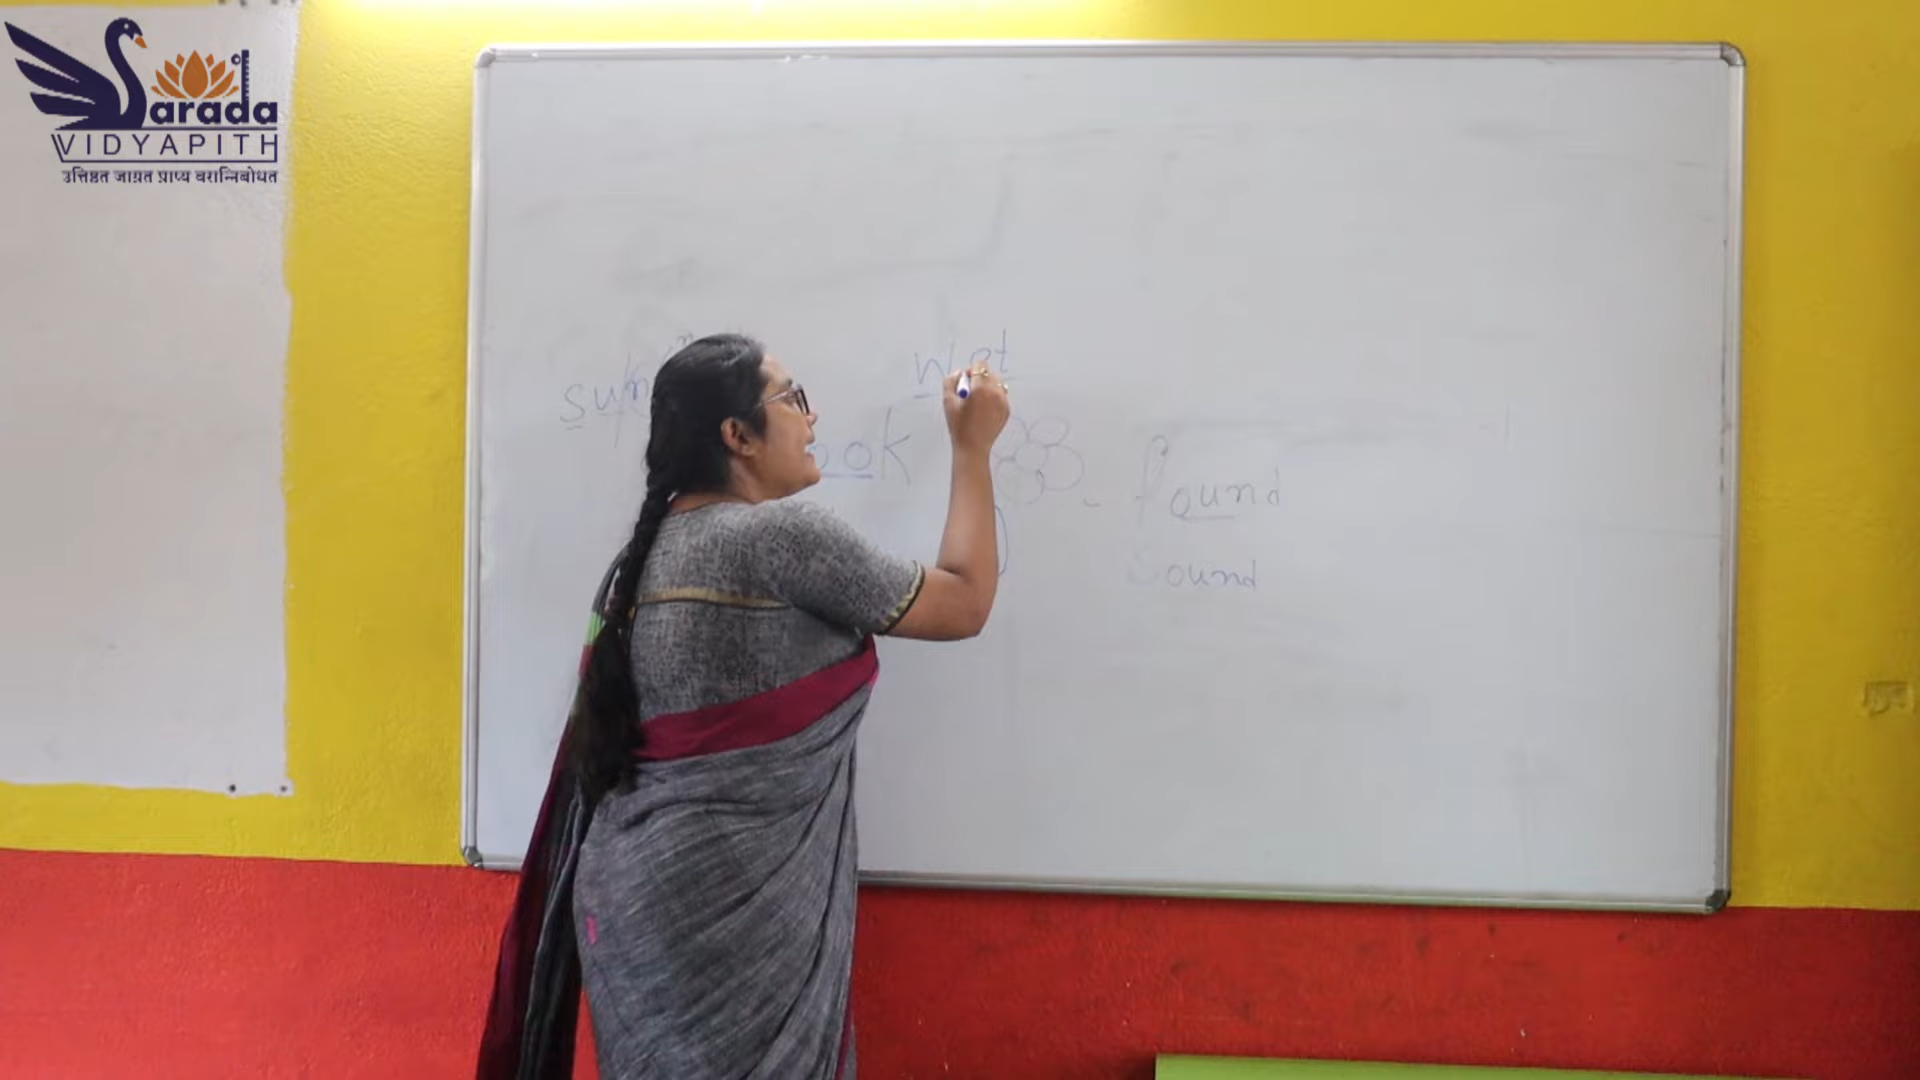 Sarada
VIDYAPITH
उत्तिष्ठत जाग्रत प्राप्य वरान्निबोधत
wet
found
sound